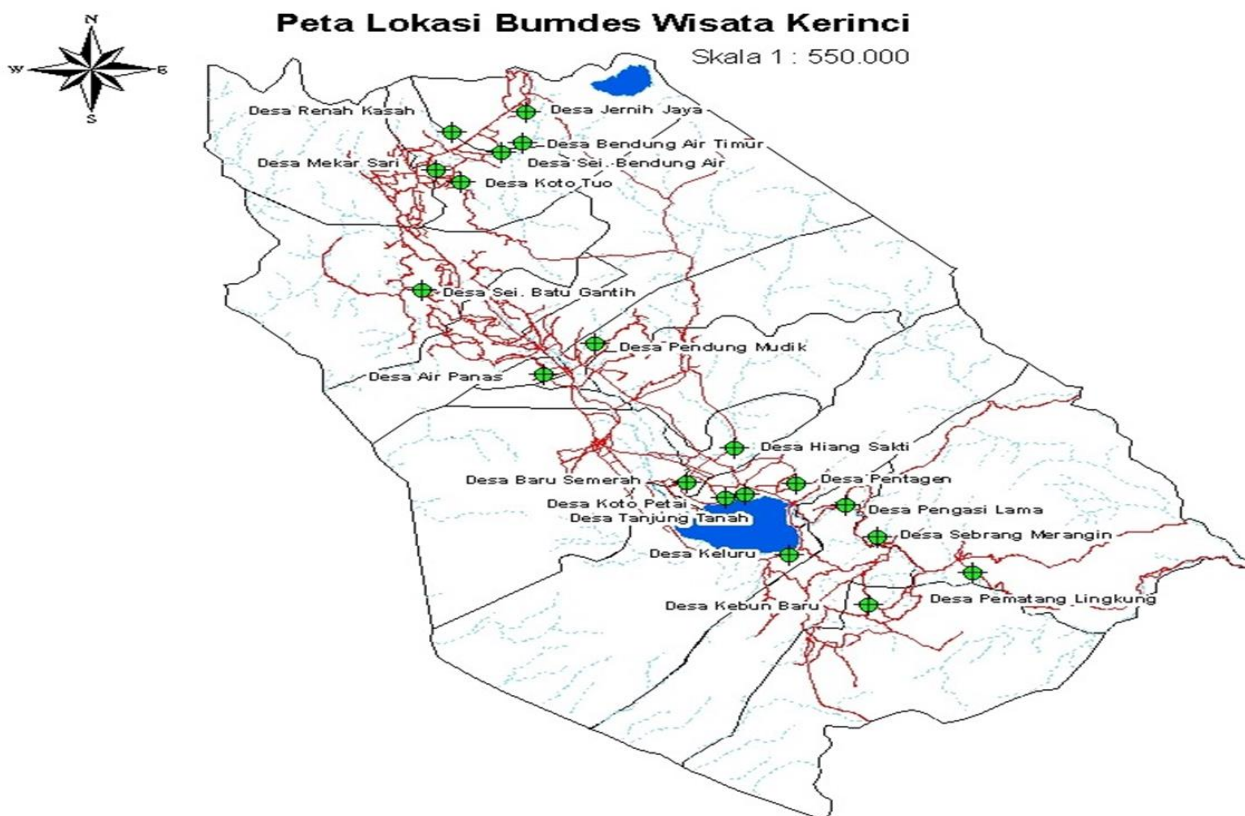 Peta Lokasi Bumdes Wisata Kerinci
Skala 1 : 550.000
N
W
E
S
Desa Renah Kasah
Desa Jernih Jaya
Desa Bendung Air Timur
Desa Mekar Sari
Desa Sei. Bendung Air
Desa Koto Tuo
Desa Sei. Batu Gantih
Desa Pendung Mudik
Desa Air Panas
Desa Hiang Sakti
Desa Baru Semerah
Desa Pentagen
Desa Koto Petai
Desa Pengasi Lama
Desa Tanjung Tanah
Desa Sebrang Merangin
Desa Keluru
Desa Pematang Lingkung
Desa Kebun Baru